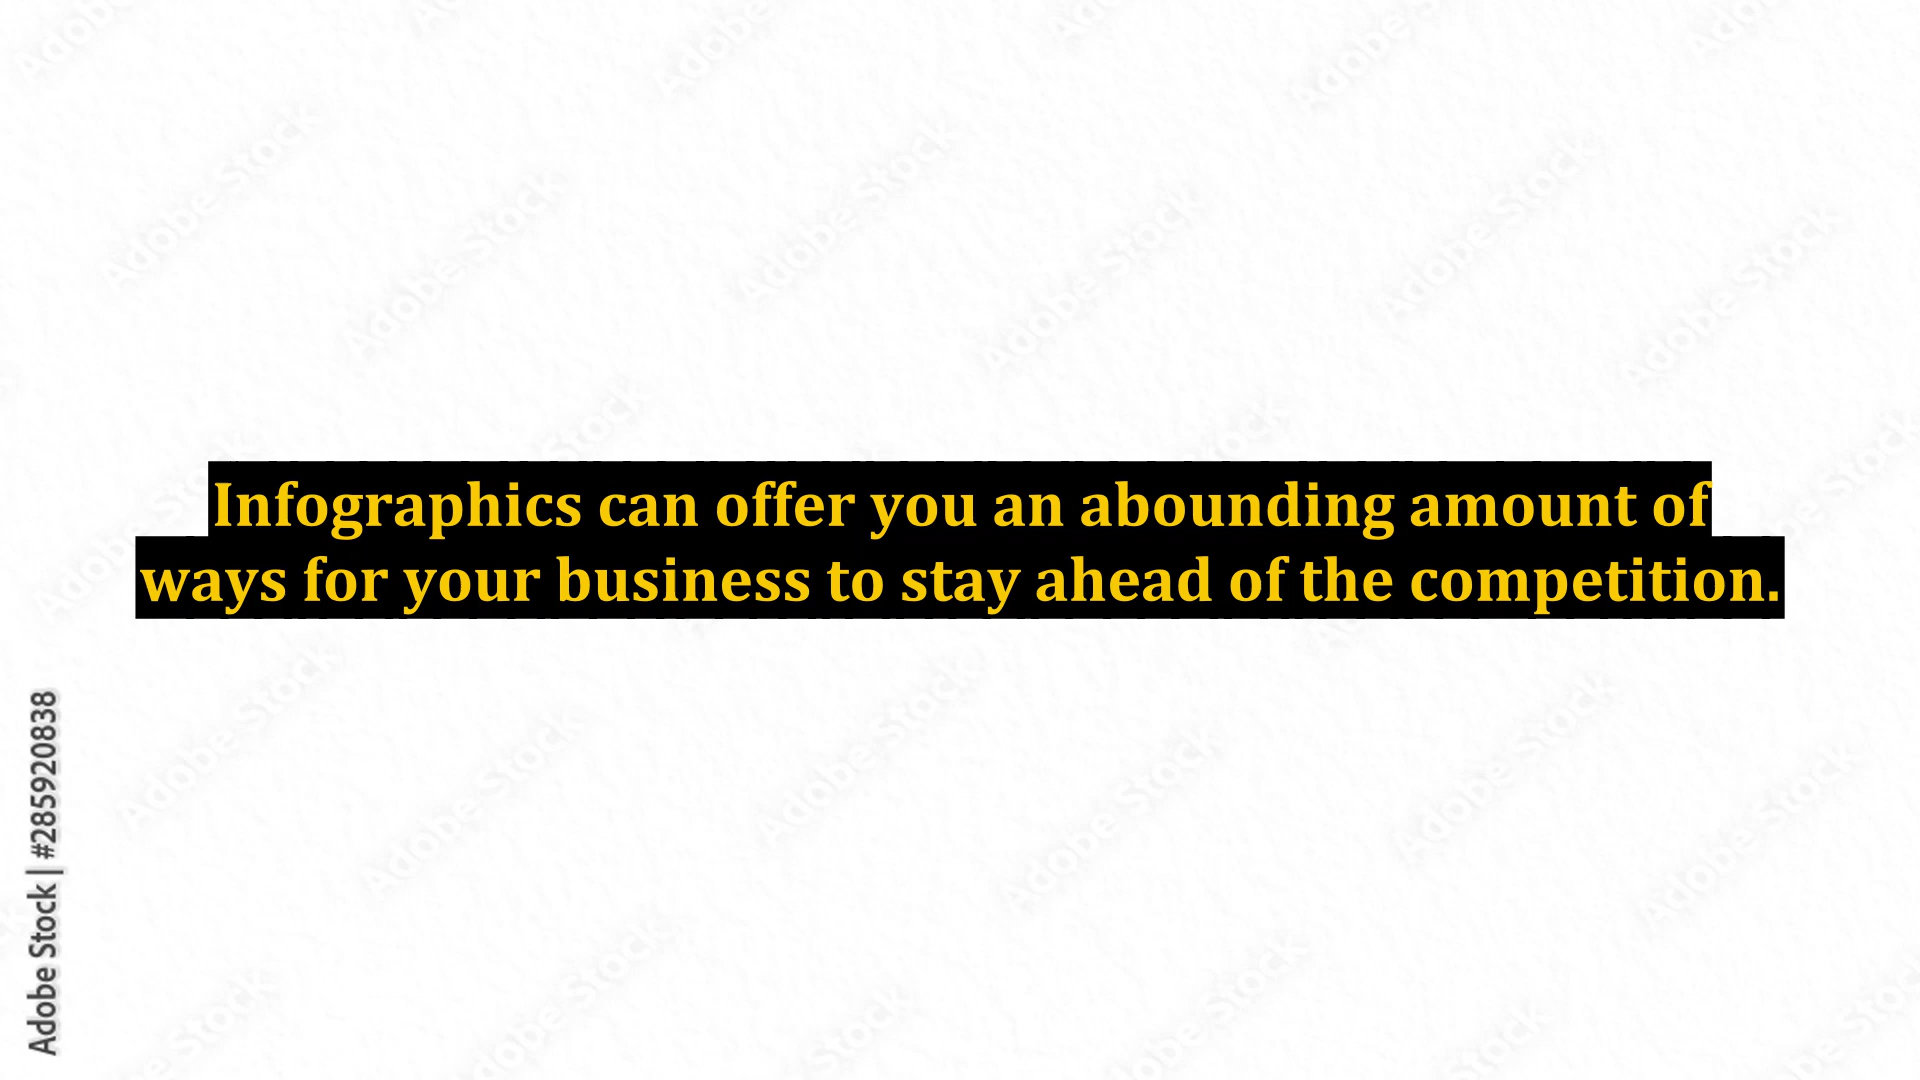 Infographics can offer you an abounding amount of
ways for your business to stay ahead of the competition.
Adobe Stock | #285920838